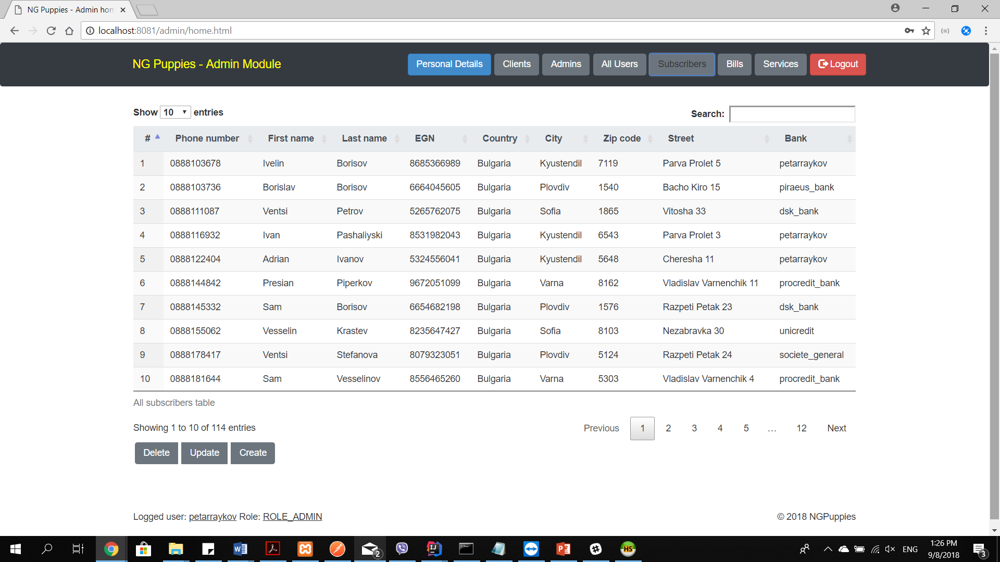 NG Puppies - Admin hom
localhost:8081/admin/home.html
NG Puppies - Admin Module
Personal Details Clients Admins All Users Subscribers Bills Services Logout
Show 10 entries Search:
# Phone number First name Last name EGN Country City Zip code Street Bank
1 0888103678 Ivelin Borisov 8685366989 Bulgaria Kyustendil 7119 Parva Prolet 5 petarraykov
2 0888103736 Borislav Borisov 6664045605 Bulgaria Plovdiv 1540 Bacho Kiro 15 piraeus_bank
3 0888111087 Ventsi Petrov 5265762075 Bulgaria Sofia 1865 Vitosha 33 dsk_bank
4 0888116932 Ivan Pashaliyski 8531982043 Bulgaria Kyustendil 6543 Parva Prolet 3 petarraykov
5 0888122404 Adrian Ivanov 5324556041 Bulgaria Kyustendil 5648 Cheresha 11 petarraykov
6 0888144842 Presian Piperkov 9672051099 Bulgaria Varna 8162 Vladislav Varnenchik 11 procredit_bank
7 0888145332 Sam Borisov 6654682198 Bulgaria Plovdiv 1576 Razpeti Petak 23 dsk_bank
8 0888155062 Vesselin Krastev 8235647427 Bulgaria Sofia 8103 Nezabravka 30 unicredit
9 0888178417 Ventsi Stefanova 8079323051 Bulgaria Plovdiv 5124 Razpeti Petak 24 societe_general
10 0888181644 Sam Vesselinov 8556465260 Bulgaria Varna 5303 Vladislav Varnenchik 4 procredit_bank
All subscribers table
Showing 1 to 10 of 114 entries Previous 1 2 3 4 5 … 12 Next
Delete Update Create
Logged user: petarraykov Role: ROLE_ADMIN © 2018 NGPuppies
2 HS ENG 1:26 PM
9/8/2018 3